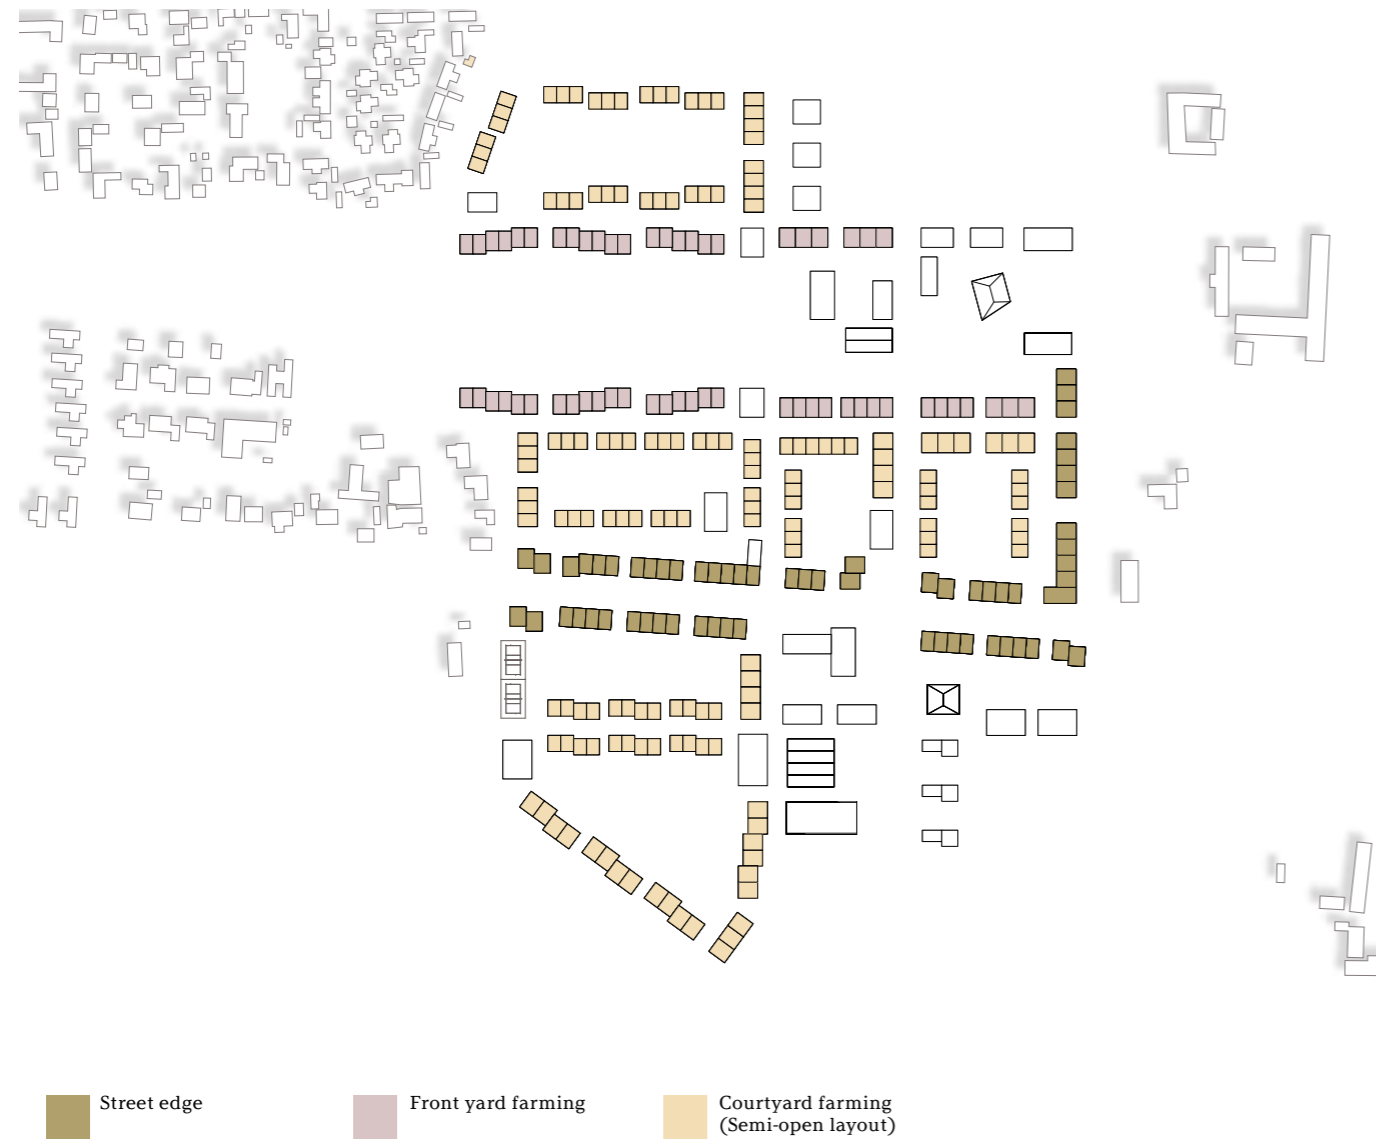 Street edge
Front yard farming
Courtyard farming
(Semi-open layout)